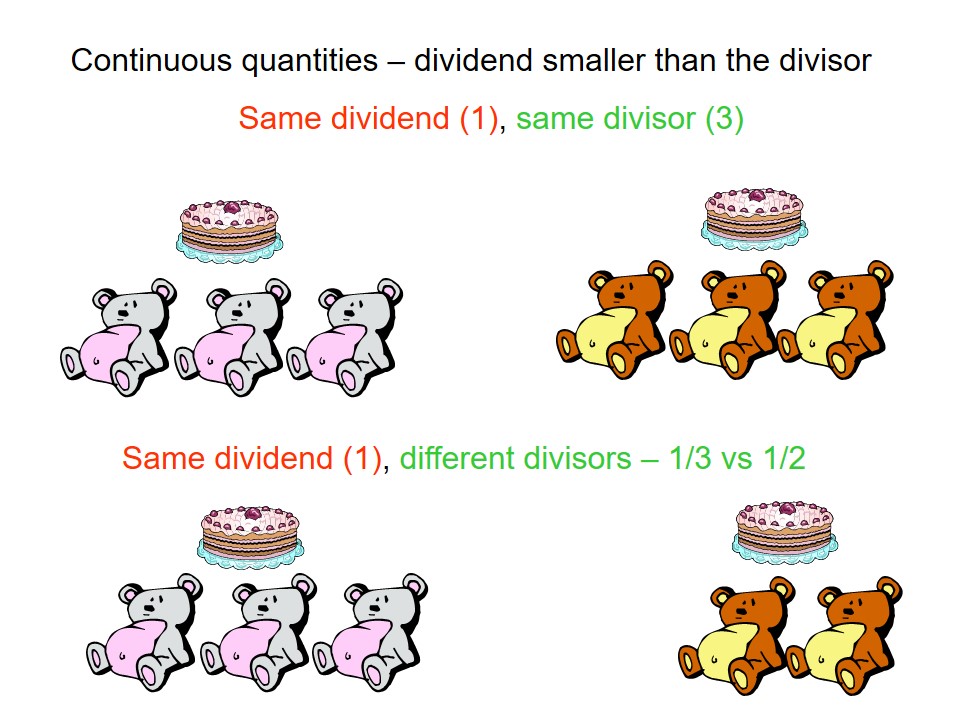 Continuous quantities – dividend smaller than the divisor
Same dividend (1), same divisor (3)
Same dividend (1), different divisors – 1/3 vs 1/2